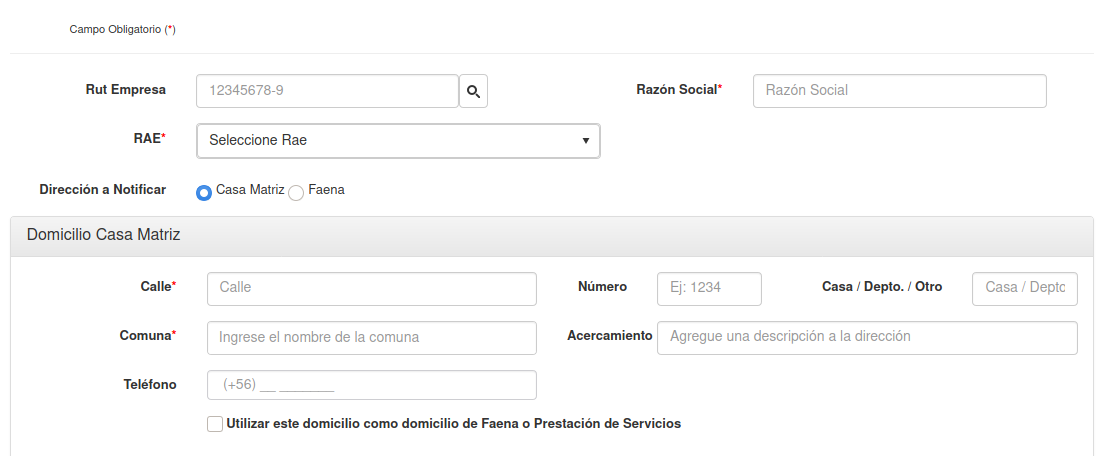 Campo Obligatorio (*)
Rut Empresa 12345678-9 Razón Social* Razón Social
RAE* Seleccione Rae
Dirección a Notificar Casa Matriz Faena
Domicilio Casa Matriz
Calle* Calle Número Ej: 1234 Casa / Depto. / Otro Casa / Depto
Comuna* Ingrese el nombre de la comuna Acercamiento Agregue una descripción a la dirección
Teléfono (+56) __ _______
Utilizar este domicilio como domicilio de Faena o Prestación de Servicios